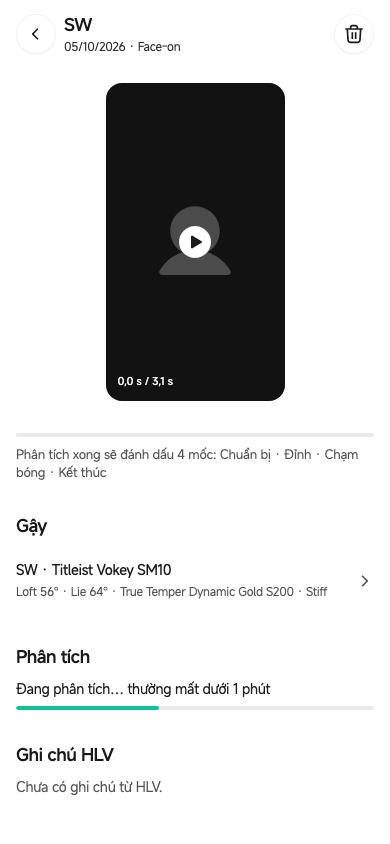 SW
05/10/2026 · Face-on
0,0 s / 3,1 s
Phân tích xong sẽ đánh dấu 4 mốc: Chuẩn bị · Đỉnh · Chạm
bóng · Kết thúc
Gậy
SW · Titleist Vokey SM10
Loft 56° · Lie 64° · True Temper Dynamic Gold S200 · Stiff
Phân tích
Đang phân tích… thường mất dưới 1 phút
Ghi chú HLV
Chưa có ghi chú từ HLV.